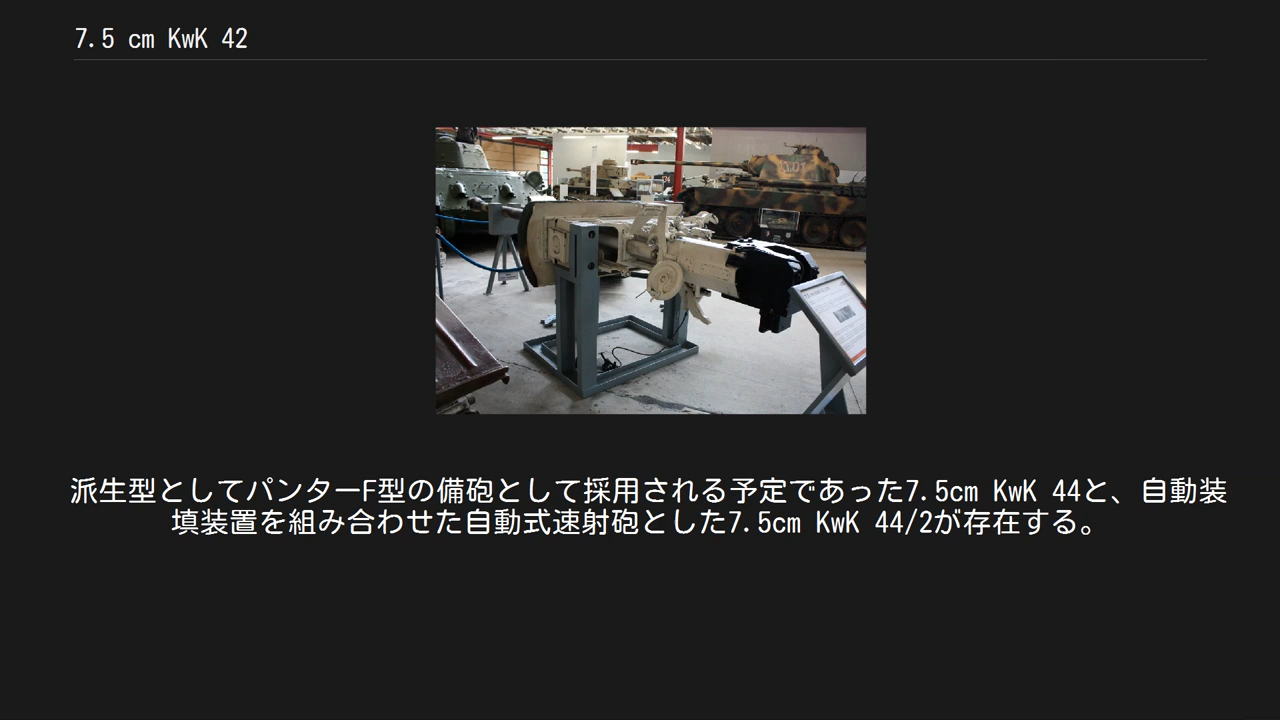 7.5 cm KwK 42
派生型としてパンターF型の備砲として採用される予定であった7.5cm KwK 44と、自動装
填装置を組み合わせた自動式速射砲とした7.5cm KwK 44/2が存在する。